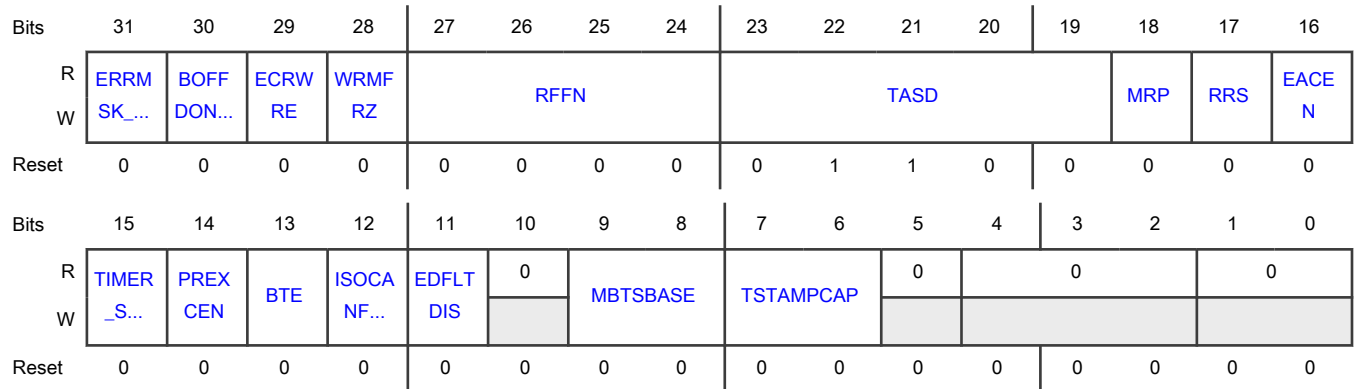 Bits 31 30 29 28 27 26 25 24 23 22 21 20 19 18 17 16
R
W
ERRM
SK_...
BOFF
DON...
ECRW
RE
WRMF
RZ
RFFN
TASD
MRP
RRS
EACE
N
Reset 0 0 0 0 0 0 0 0 0 1 1 0 0 0 0 0
Bits 15 14 13 12 11 10 9 8 7 6 5 4 3 2 1 0
R
W
TIMER
_S...
PREX
CEN
BTE
ISOCA
NF...
EDFLT
DIS
0
MBTSBASE
TSTAMPCAP
0
0
0
Reset 0 0 0 0 0 0 0 0 0 0 0 0 0 0 0 0